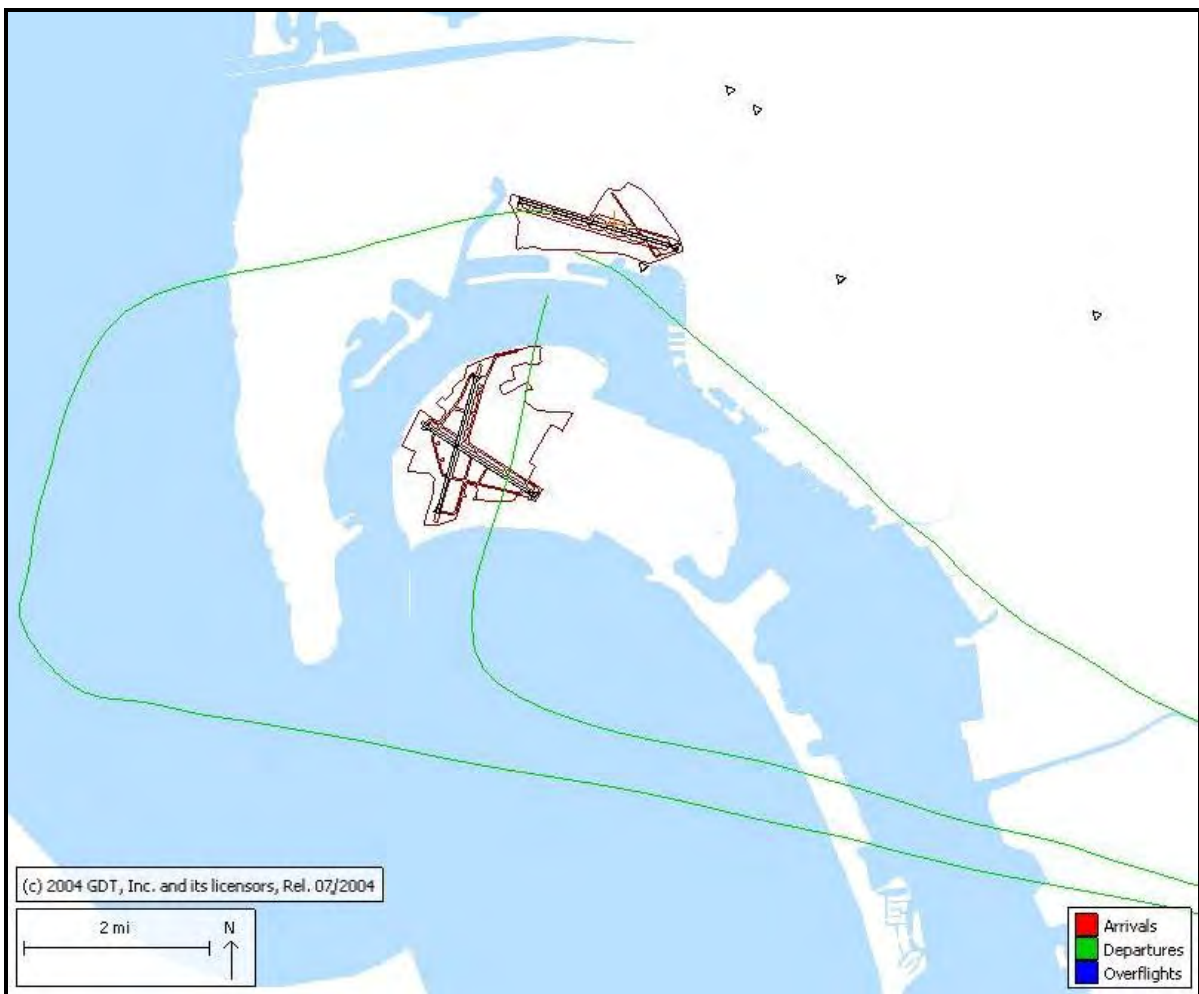 (c) 2004 GDT, Inc. and its licensors, Rel. 07/2004
2 mi
N
Arrivals
Departures
Overflights